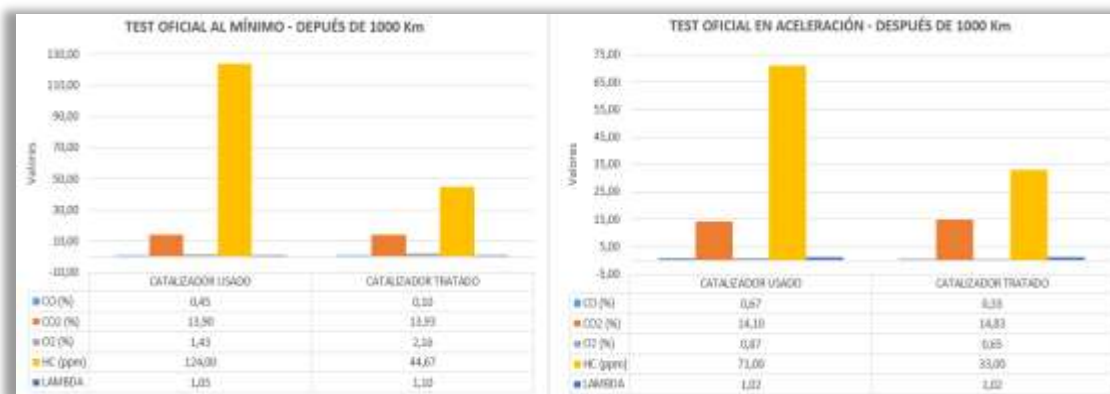 TEST OFICIAL AL MÍNIMO - DEPUÉS DE 1000 Km
130,00
110,00
90,00
70,00
50,00
30,00
10,00
-10,00
Valores
CATALIZADOR USADO CATALIZADOR TRATADO
CO (%) 0,45 0,10
CO2 (%) 13,90 13,93
O2 (%) 1,43 2,16
HC (ppm) 124,00 44,67
LAMBDA 1,05 1,10
TEST OFICIAL EN ACELERACIÓN - DESPUÉS DE 1000 Km
75,00
65,00
55,00
45,00
35,00
25,00
15,00
5,00
-5,00
Valores
CATALIZADOR USADO CATALIZADOR TRATADO
CO (%) 0,67 0,33
CO2 (%) 14,10 14,83
O2 (%) 0,87 0,65
HC (ppm) 71,00 33,00
LAMBDA 1,02 1,02